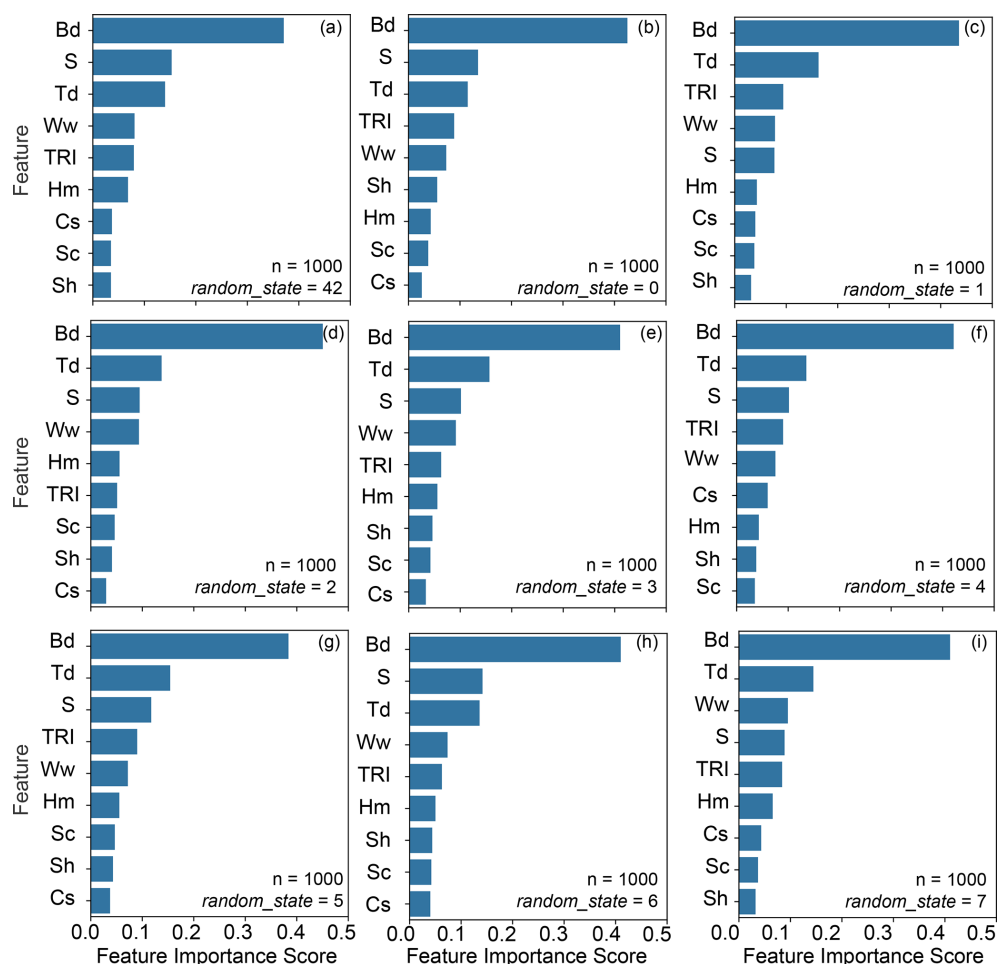 (a)
Feature
Bd
S
Td
Ww
TRI
Hm
Cs
Sc
Sh
n = 1000
random_state = 42
(b)
Bd
S
Td
TRI
Ww
Sh
Hm
Sc
Cs
n = 1000
random_state = 0
(c)
Bd
Td
TRI
Ww
S
Hm
Cs
Sc
Sh
n = 1000
random_state = 1
(d)
Feature
Bd
Td
S
Ww
Hm
TRI
Sc
Sh
Cs
n = 1000
random_state = 2
(e)
Bd
Td
S
Ww
TRI
Hm
Sh
Sc
Cs
n = 1000
random_state = 3
(f)
Bd
Td
S
TRI
Ww
Cs
Hm
Sh
Sc
n = 1000
random_state = 4
(g)
Feature
Bd
Td
S
TRI
Ww
Hm
Sc
Sh
Cs
n = 1000
random_state = 5
0.0 0.1 0.2 0.3 0.4 0.5
Feature Importance Score
(h)
Bd
S
Td
Ww
TRI
Hm
Sh
Sc
Cs
n = 1000
random_state = 6
0.0 0.1 0.2 0.3 0.4 0.5
Feature Importance Score
(i)
Bd
Td
Ww
S
TRI
Hm
Cs
Sc
Sh
n = 1000
random_state = 7
0.0 0.1 0.2 0.3 0.4 0.5
Feature Importance Score